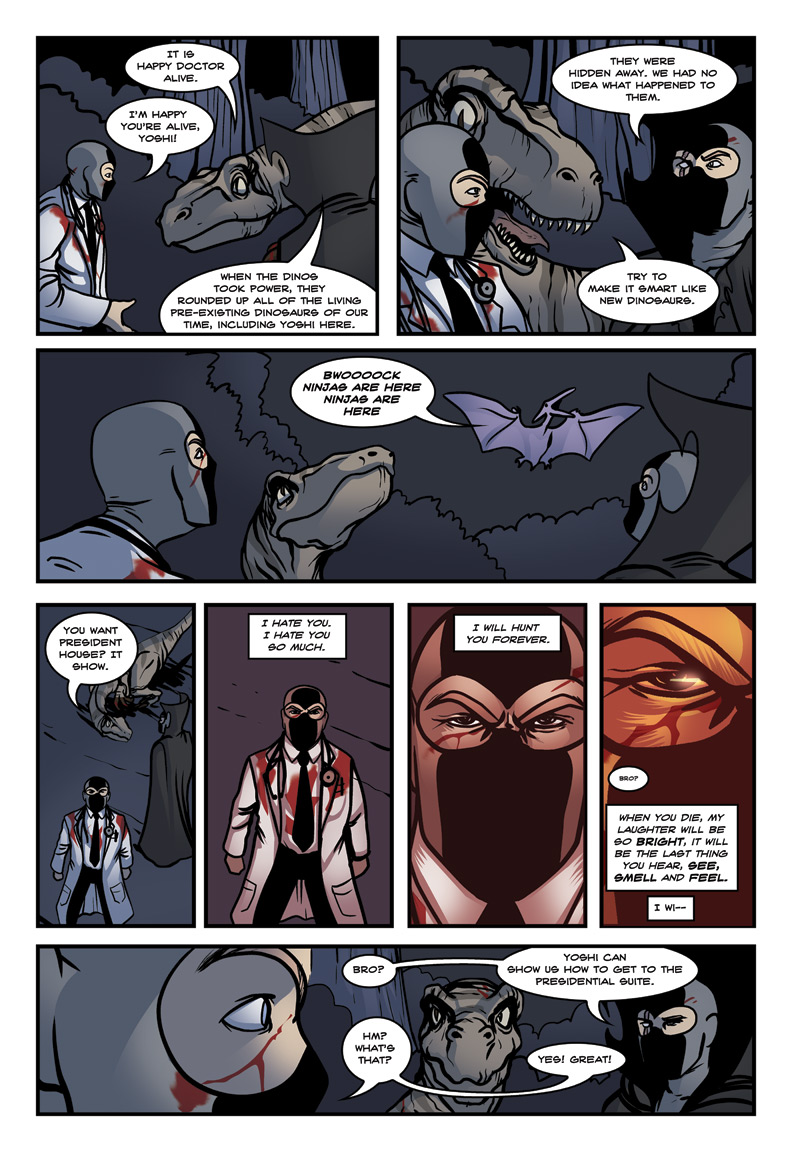 IT IS
HAPPY DOCTOR
ALIVE.
I'M HAPPY
YOU'RE ALIVE,
YOSHI!
WHEN THE DINOS
TOOK POWER, THEY
ROUNDED UP ALL OF THE LIVING
PRE-EXISTING DINOSAURS OF OUR
TIME, INCLUDING YOSHI HERE.
THEY WERE
HIDDEN AWAY. WE HAD NO
IDEA WHAT HAPPENED TO
THEM.
TRY TO
MAKE IT SMART LIKE
NEW DINOSAURS.
BWOOOOCK
NINJAS ARE HERE
NINJAS ARE
HERE
YOU WANT
PRESIDENT
HOUSE? IT
SHOW.
I HATE YOU.
I HATE YOU
SO MUCH.
I WILL HUNT
YOU FOREVER.
BRO?
WHEN YOU DIE, MY
LAUGHTER WILL BE
SO BRIGHT, IT WILL
BE THE LAST THING
YOU HEAR, SEE,
SMELL AND FEEL.
I WI--
BRO?
YOSHI CAN
SHOW US HOW TO GET TO THE
PRESIDENTIAL SUITE.
HM?
WHAT'S
THAT?
YES! GREAT!